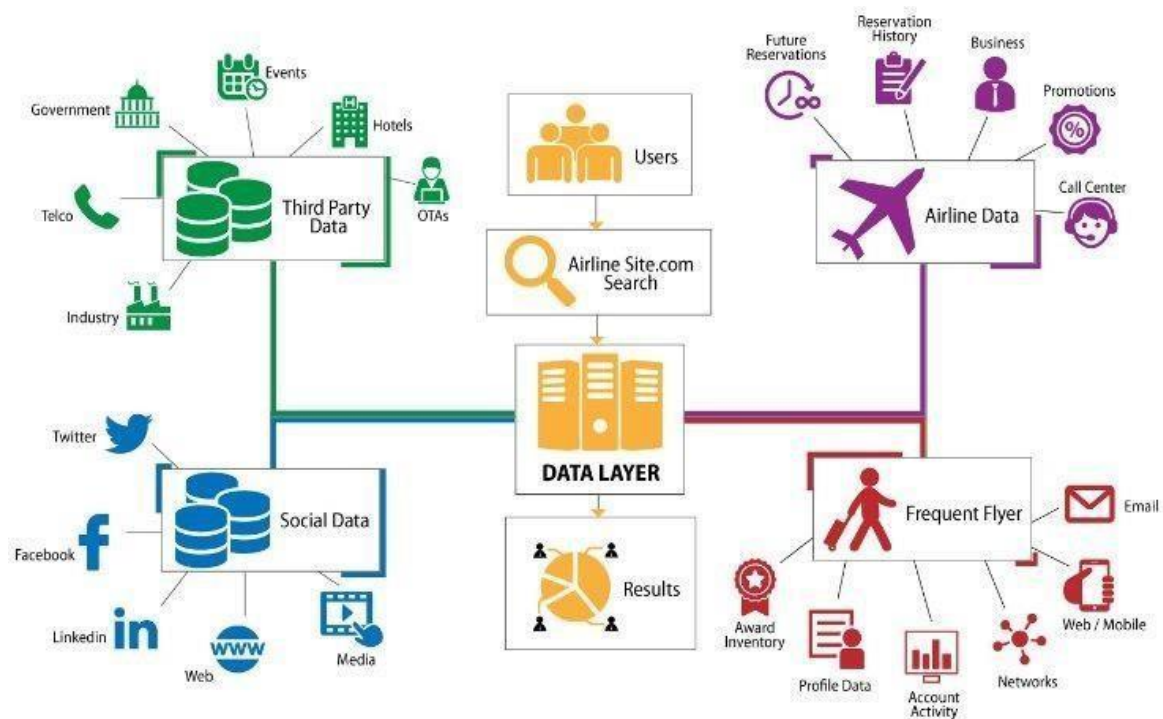 Government
Events
Hotels
Telco
OTAs
Industry
Third Party
Data
Users
Airline Site.com
Search
DATA LAYER
Results
Future
Reservations
Reservation
History
Business
Promotions
%
Call Center
Airline Data
Twitter
Facebook
f
Linkedin
in
Web
WWW
Media
Social Data
Frequent Flyer
Email
Web / Mobile
Networks
Account
Activity
Profile Data
Award
Inventory
H